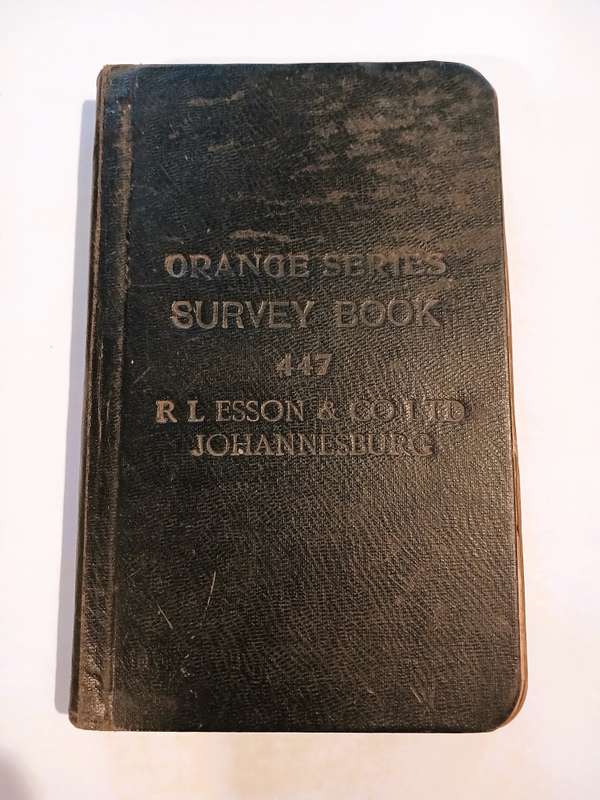 ORANGE SERIES
SURVEY BOOK
447
R L ESSON & CO LTD
JOHANNESBURG